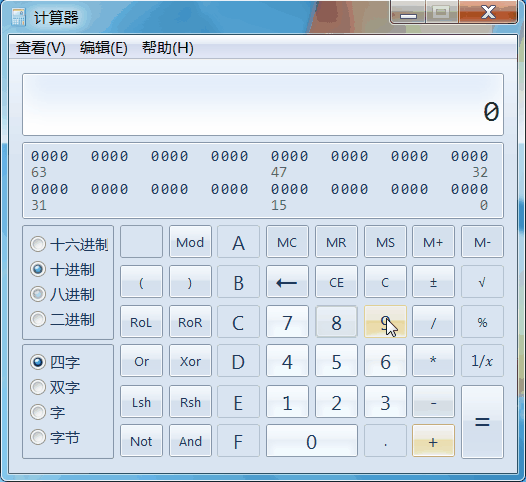 计算器
查看(V) 编辑(E) 帮助(H)
0
0000 0000 0000 0000 0000 0000 0000 0000
63 47 32
0000 0000 0000 0000 0000 0000 0000 0000
31 15 0
十六进制 Mod A MC MR MS M+ M-
十进制 ( ) B ← CE C ± √
八进制
二进制 RoL RoR C 7 8 9 / %
四字 Or Xor D 4 5 6 * 1/x
双字
字 Lsh Rsh E 1 2 3 - =
字节 Not And F 0 . +